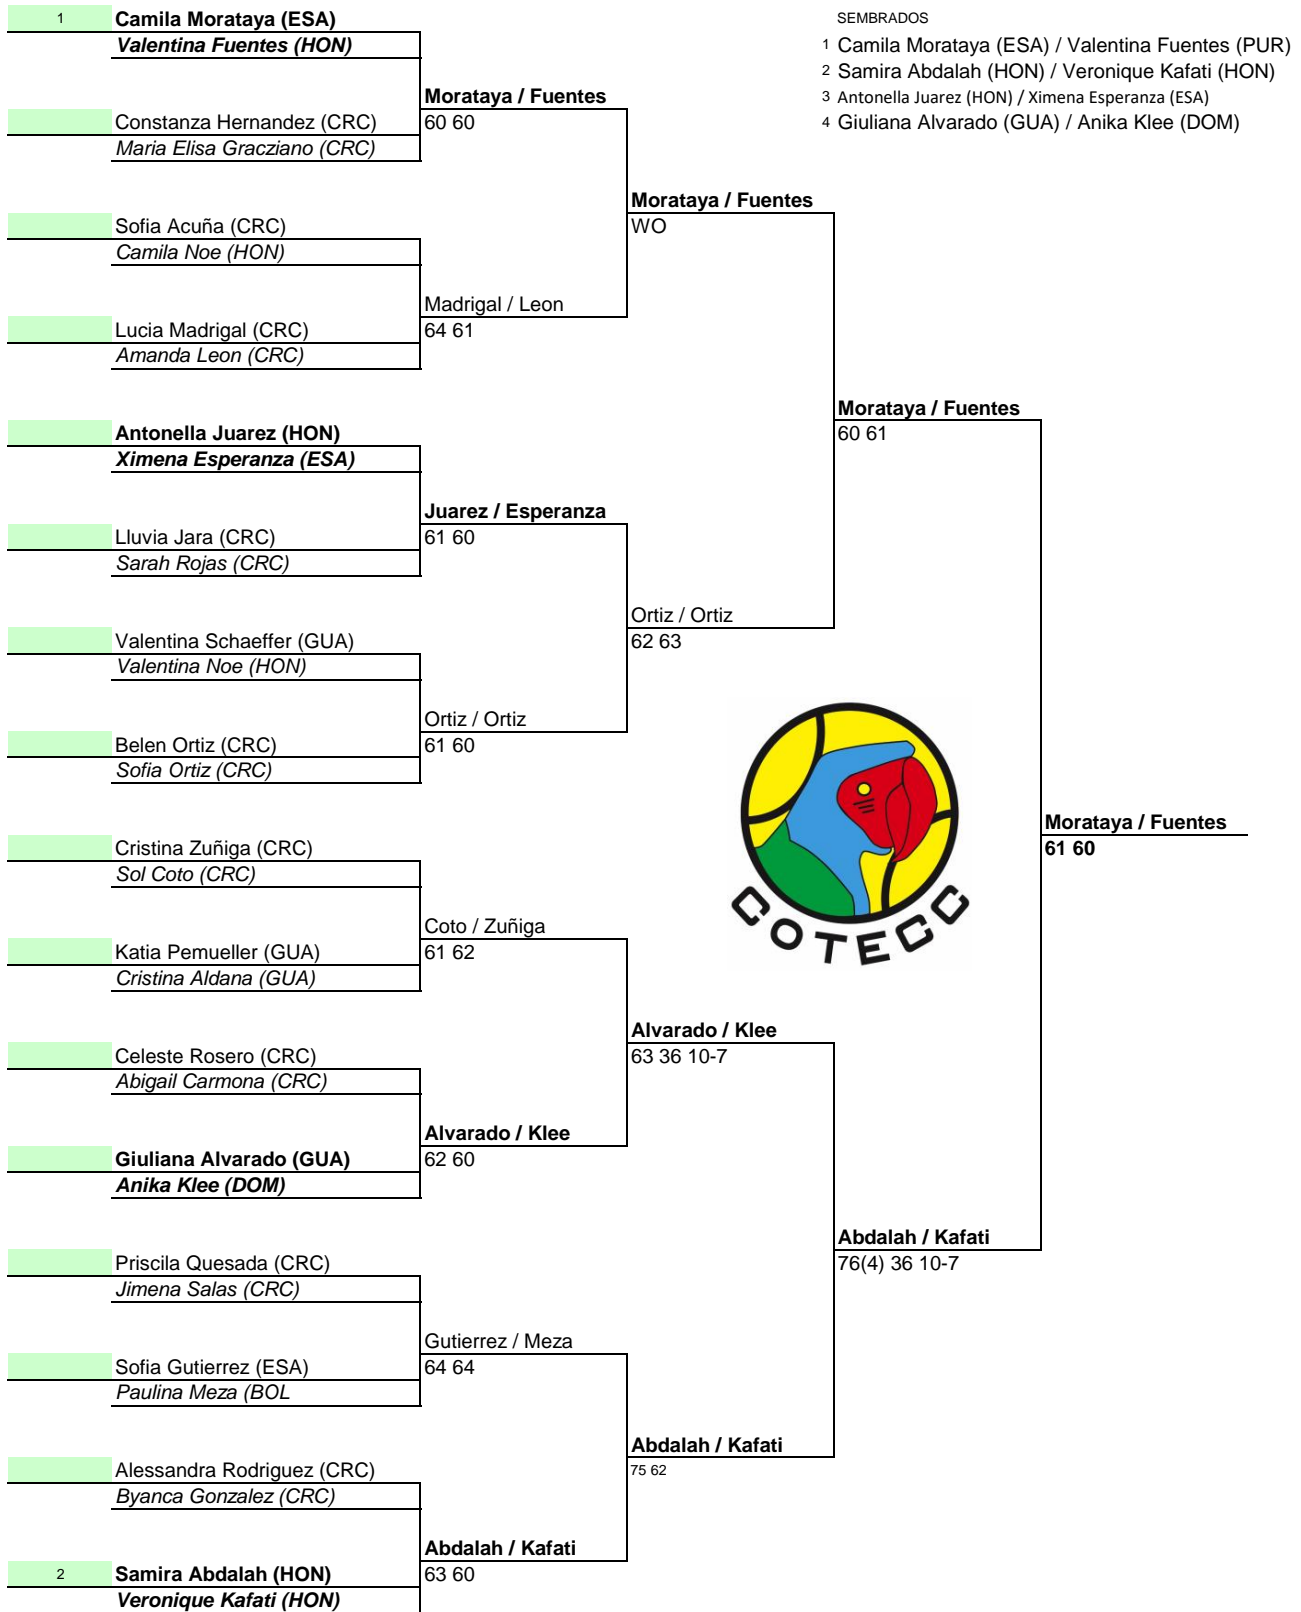 1 Camila Morataya (ESA)
Valentina Fuentes (HON)
SEMBRADOS
1 Camila Morataya (ESA) / Valentina Fuentes (PUR)
2 Samira Abdalah (HON) / Veronique Kafati (HON)
3 Antonella Juarez (HON) / Ximena Esperanza (ESA)
4 Giuliana Alvarado (GUA) / Anika Klee (DOM)
Morataya / Fuentes
60 60
Constanza Hernandez (CRC)
Maria Elisa Gracziano (CRC)
Morataya / Fuentes
WO
Sofia Acuña (CRC)
Camila Noe (HON)
Madrigal / Leon
64 61
Lucia Madrigal (CRC)
Amanda Leon (CRC)
Morataya / Fuentes
60 61
Antonella Juarez (HON)
Ximena Esperanza (ESA)
Juarez / Esperanza
61 60
Lluvia Jara (CRC)
Sarah Rojas (CRC)
Ortiz / Ortiz
62 63
Valentina Schaeffer (GUA)
Valentina Noe (HON)
Ortiz / Ortiz
61 60
Belen Ortiz (CRC)
Sofia Ortiz (CRC)
COTECC
Morataya / Fuentes
61 60
Cristina Zuñiga (CRC)
Sol Coto (CRC)
Coto / Zuñiga
61 62
Katia Pemueller (GUA)
Cristina Aldana (GUA)
Alvarado / Klee
63 36 10-7
Celeste Rosero (CRC)
Abigail Carmona (CRC)
Alvarado / Klee
62 60
Giuliana Alvarado (GUA)
Anika Klee (DOM)
Abdalah / Kafati
76(4) 36 10-7
Priscila Quesada (CRC)
Jimena Salas (CRC)
Gutierrez / Meza
64 64
Sofia Gutierrez (ESA)
Paulina Meza (BOL
Abdalah / Kafati
75 62
Alessandra Rodriguez (CRC)
Byanca Gonzalez (CRC)
Abdalah / Kafati
63 60
2 Samira Abdalah (HON)
Veronique Kafati (HON)